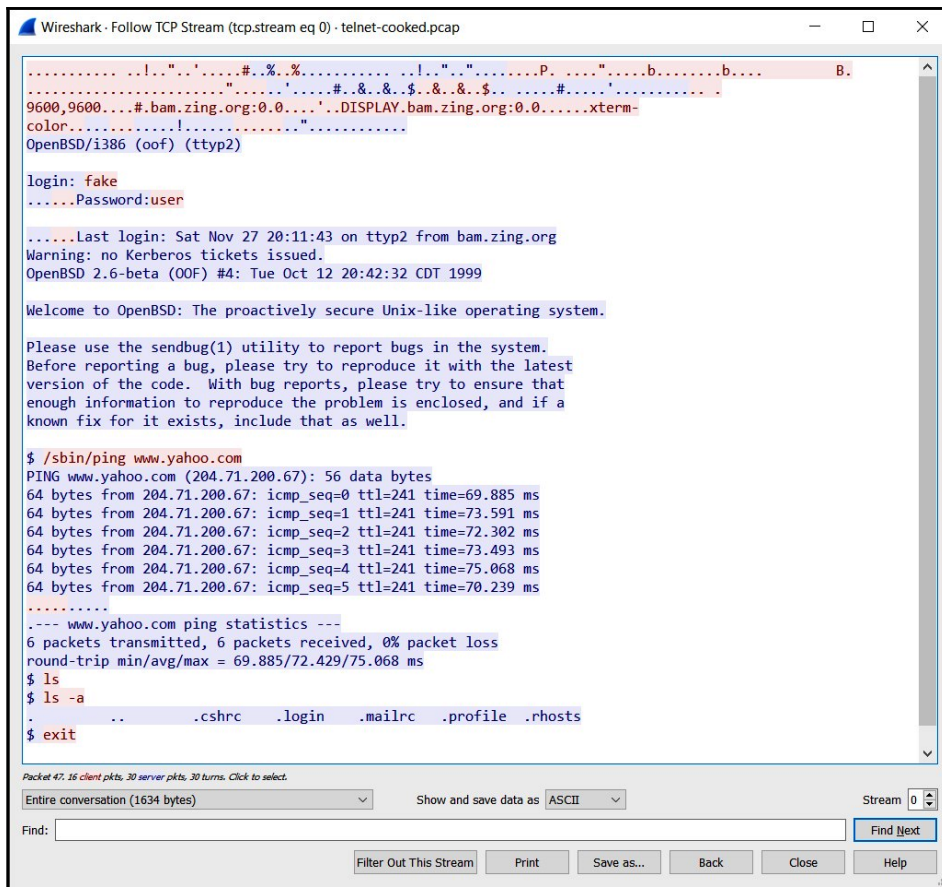 Wireshark · Follow TCP Stream (tcp.stream eq 0) · telnet-cooked.pcap
........... ..!.."..'.....#..%..%........... ..!..".."........P. ....".....b........b.... B.
........................."......'.....#..&..&..$..&..&..$.. .....#.....'........... .
9600,9600....#.bam.zing.org:0.0....'..DISPLAY.bam.zing.org:0.0......xterm-
color.............!.............."............
OpenBSD/i386 (oof) (ttyp2)
login: fake
......Password:user
......Last login: Sat Nov 27 20:11:43 on ttyp2 from bam.zing.org
Warning: no Kerberos tickets issued.
OpenBSD 2.6-beta (OOF) #4: Tue Oct 12 20:42:32 CDT 1999
Welcome to OpenBSD: The proactively secure Unix-like operating system.
Please use the sendbug(1) utility to report bugs in the system.
Before reporting a bug, please try to reproduce it with the latest
version of the code.  With bug reports, please try to ensure that
enough information to reproduce the problem is enclosed, and if a
known fix for it exists, include that as well.
$ /sbin/ping www.yahoo.com
PING www.yahoo.com (204.71.200.67): 56 data bytes
64 bytes from 204.71.200.67: icmp_seq=0 ttl=241 time=69.885 ms
64 bytes from 204.71.200.67: icmp_seq=1 ttl=241 time=73.591 ms
64 bytes from 204.71.200.67: icmp_seq=2 ttl=241 time=72.302 ms
64 bytes from 204.71.200.67: icmp_seq=3 ttl=241 time=73.493 ms
64 bytes from 204.71.200.67: icmp_seq=4 ttl=241 time=75.068 ms
64 bytes from 204.71.200.67: icmp_seq=5 ttl=241 time=70.239 ms
..........
.--- www.yahoo.com ping statistics ---
6 packets transmitted, 6 packets received, 0% packet loss
round-trip min/avg/max = 69.885/72.429/75.068 ms
$ ls
$ ls -a
.         ..        .cshrc    .login    .mailrc   .profile  .rhosts
$ exit
Packet 47. 16 client pkts, 30 server pkts, 30 turns. Click to select.
Entire conversation (1634 bytes) Show and save data as ASCII Stream 0
Find: Find Next
Filter Out This Stream Print Save as... Back Close Help